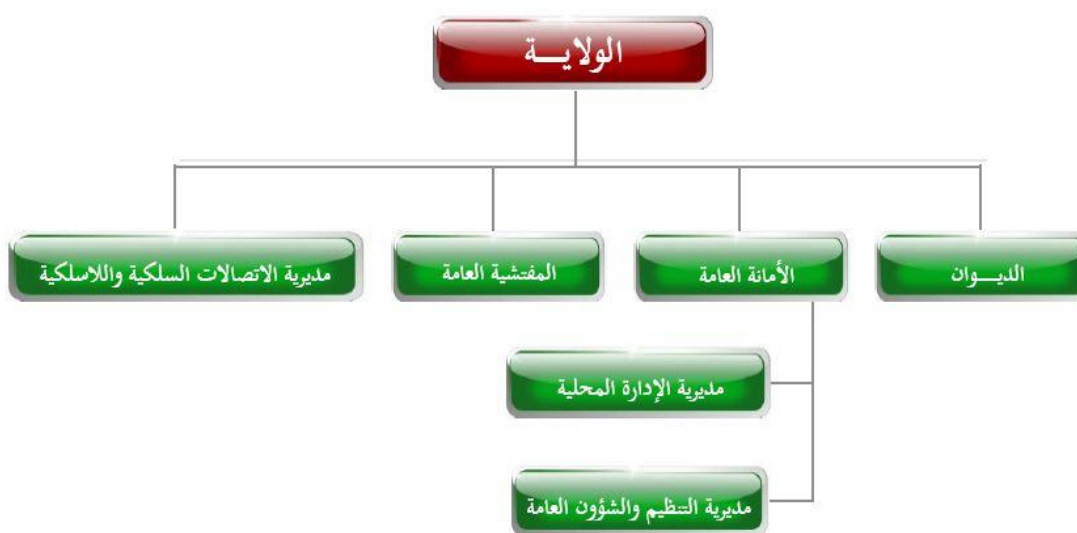 الولايـــة
الديـــوان
الأمانة العامة
المفتشية العامة
مديرية الاتصالات السلكية واللاسلكية
مديرية الإدارة المحلية
مديرية التنظيم والشؤون العامة